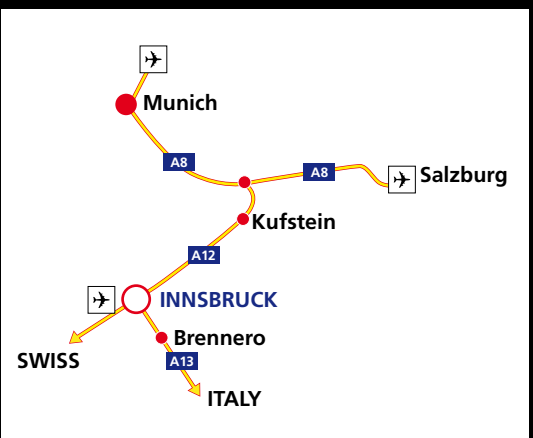 Munich
A8
A8
Salzburg
Kufstein
A12
INNSBRUCK
Brennero
SWISS
A13
ITALY